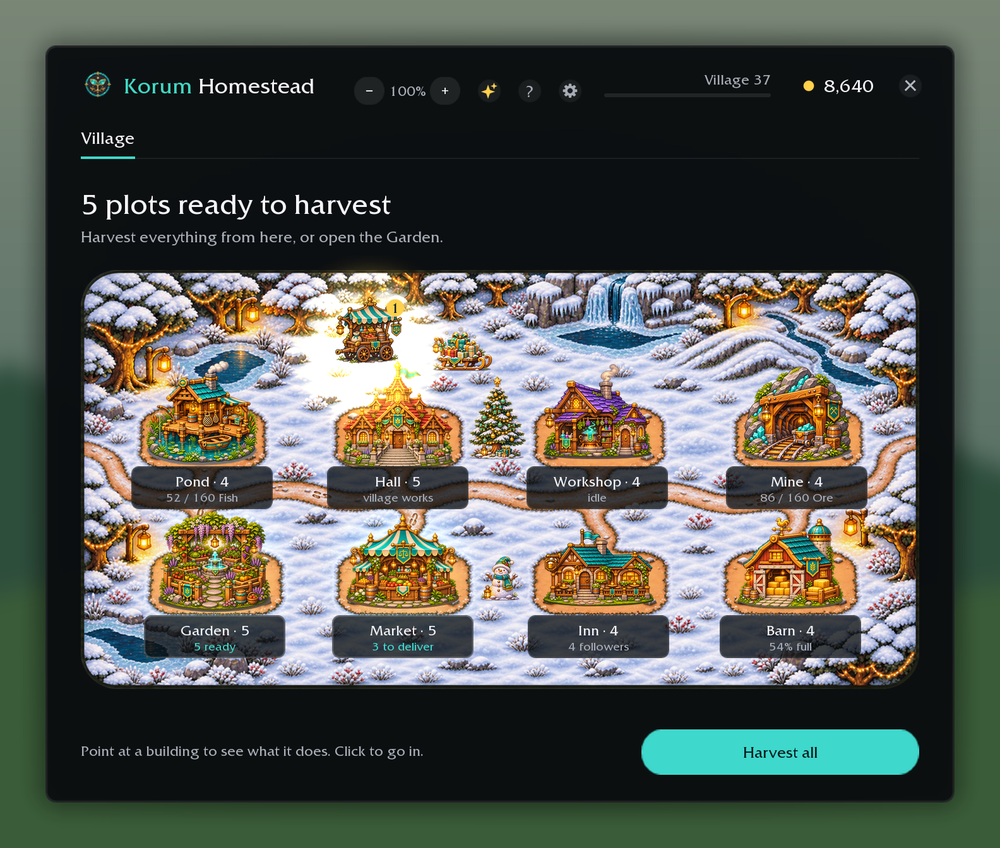 Korum Homestead
− 100% +
?
Village 37
8,640
Village
5 plots ready to harvest
Harvest everything from here, or open the Garden.
1
Pond · 4
52 / 160 Fish
Hall · 5
village works
Workshop · 4
idle
Mine · 4
86 / 160 Ore
Garden · 5
5 ready
Market · 5
3 to deliver
Inn · 4
4 followers
Barn · 4
54% full
Point at a building to see what it does. Click to go in.
Harvest all